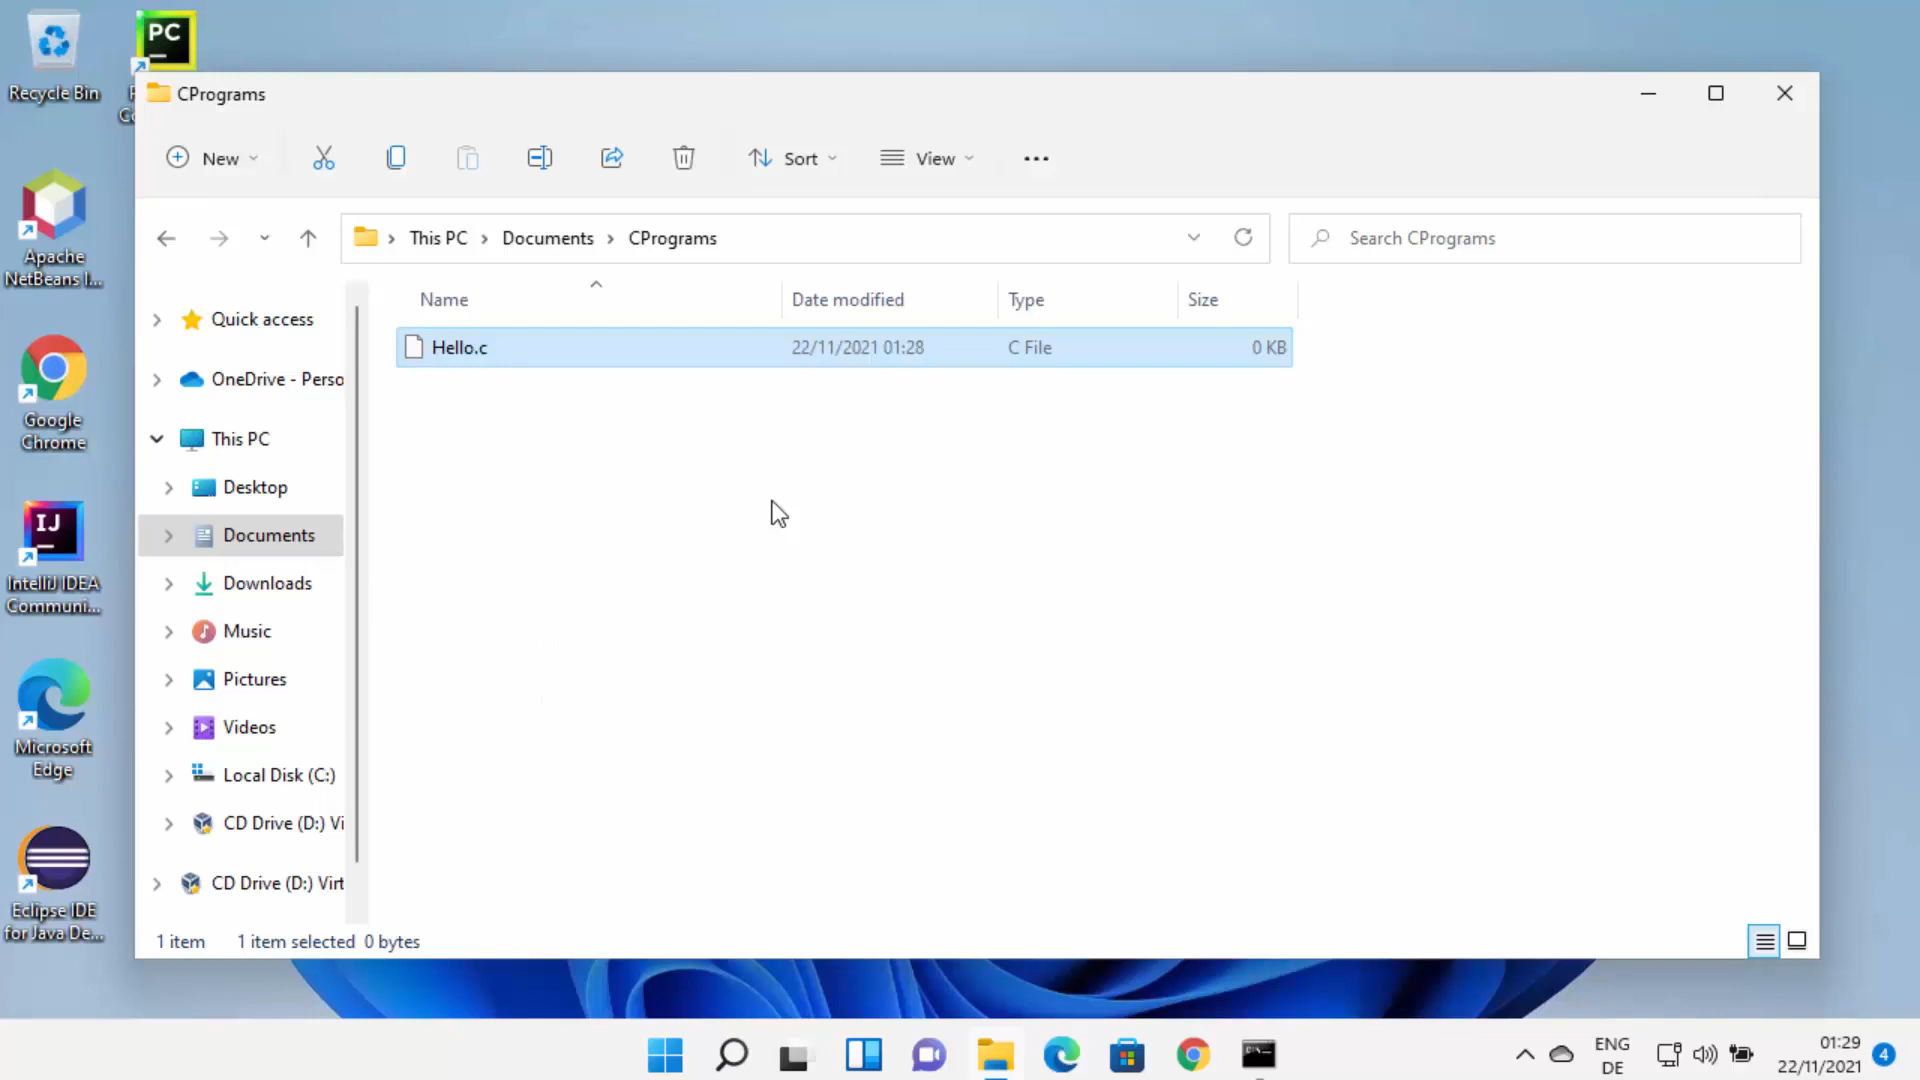 Recycle Bin
PC
CPrograms
New
Sort
View
This PC
Documents
CPrograms
Search CPrograms
Name
Date modified
Type
Size
Hello.c
22/11/2021 01:28
C File
0 KB
Quick access
OneDrive - Perso
This PC
Desktop
Documents
Downloads
Music
Pictures
Videos
Local Disk (C:)
CD Drive (D:) Vi
CD Drive (D:) Virt
1 item
1 item selected
0 bytes
Apache
NetBeans I...
Google
Chrome
IJ
IntelliJ IDEA
Communi...
Microsoft
Edge
Eclipse IDE
for Java De...
ENG
DE
01:29
22/11/2021
4